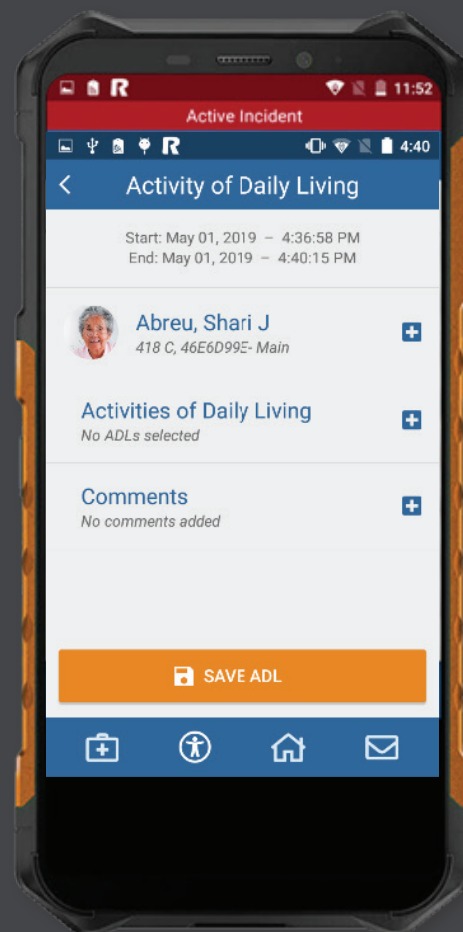 R
11:52
Active Incident
R
4:40
Activity of Daily Living
Start: May 01, 2019 – 4:36:58 PM
End: May 01, 2019 – 4:40:15 PM
Abreu, Shari J
418 C, 46E6D99E- Main
Activities of Daily Living
No ADLs selected
Comments
No comments added
SAVE ADL